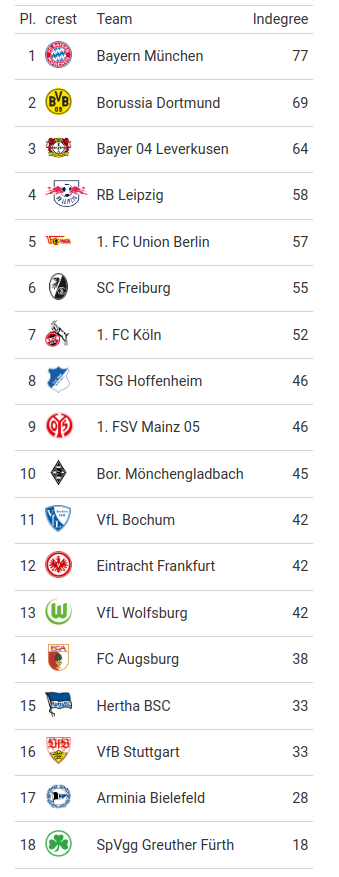 Pl. crest Team Indegree
1 Bayern München 77
2 BVB 09 Borussia Dortmund 69
3 Bayer 04 Leverkusen 64
4 RB Leipzig 58
5 1. FC Union Berlin 57
6 SC Freiburg 55
7 1. FC Köln 52
8 TSG Hoffenheim 46
9 1. FSV Mainz 05 46
10 Bor. Mönchengladbach 45
11 VfL Bochum 42
12 Eintracht Frankfurt 42
13 W VfL Wolfsburg 42
14 FCA FC Augsburg 38
15 Hertha BSC 33
16 VfB VfB Stuttgart 33
17 Arminia Bielefeld 28
18 SpVgg Greuther Fürth 18